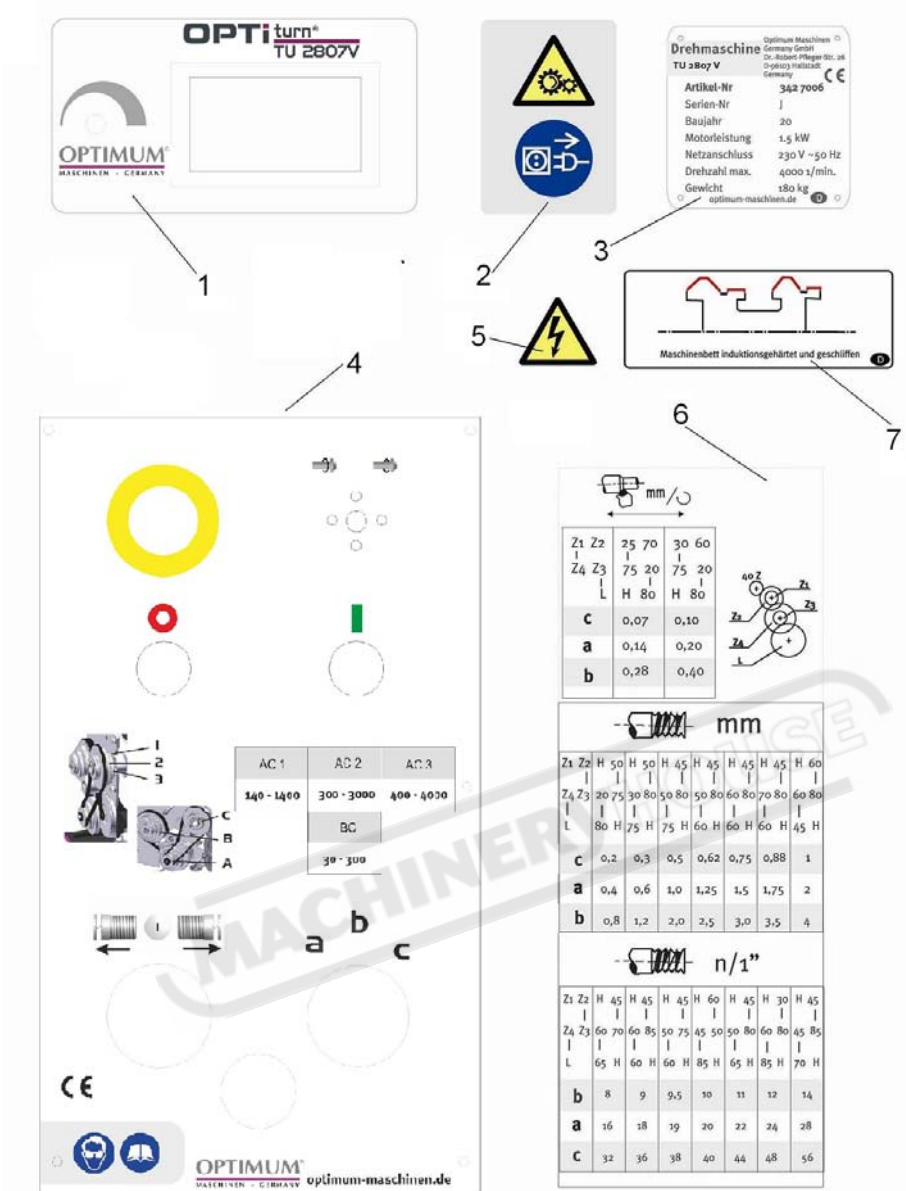 OPTi turn®
TU 2807V
OPTIMUM®
MASCHINEN - GERMANY
1
2
Drehmaschine
TU 2807 V
Optimum Maschinen
Germany GmbH
Dr.-Robert-Pfleger-Str. 26
D-96103 Hallstadt
Germany
CE
Artikel-Nr 342 7006
Serien-Nr J
Baujahr 20
Motorleistung 1.5 kW
Netzanschluss 230 V ~50 Hz
Drehzahl max. 4000 1/min.
Gewicht 180 kg
optimum-maschinen.de D
3
5
Maschinenbett induktionsgehärtet und geschliffen D
7
4
1
2
3
C
B
A
AC 1 AC 2 AC 3
140 - 1400 300 - 3000 400 - 4000
BC
30 - 300
a b c
CE
OPTIMUM®
MASCHINEN - GERMANY
optimum-maschinen.de
6
mm/
Z1 Z2 25 70 30 60
Z4 Z3 75 20 75 20
L H 80 H 80
c 0,07 0,10
a 0,14 0,20
b 0,28 0,40
40 Z
Z1
Z2
Z3
Z4
L
mm
Z1 Z2 H 50 H 50 H 45 H 45 H 45 H 45 H 60
Z4 Z3 20 75 30 80 50 80 50 80 60 80 70 80 60 80
L 80 H 75 H 75 H 60 H 60 H 60 H 45 H
c 0,2 0,3 0,5 0,62 0,75 0,88 1
a 0,4 0,6 1,0 1,25 1,5 1,75 2
b 0,8 1,2 2,0 2,5 3,0 3,5 4
n/1”
Z1 Z2 H 45 H 45 H 45 H 60 H 45 H 30 H 45
Z4 Z3 60 70 60 85 50 75 45 50 50 80 60 80 45 85
L 65 H 60 H 60 H 85 H 65 H 85 H 70 H
b 8 9 9,5 10 11 12 14
a 16 18 19 20 22 24 28
c 32 36 38 40 44 48 56
MACHINERYHOUSE